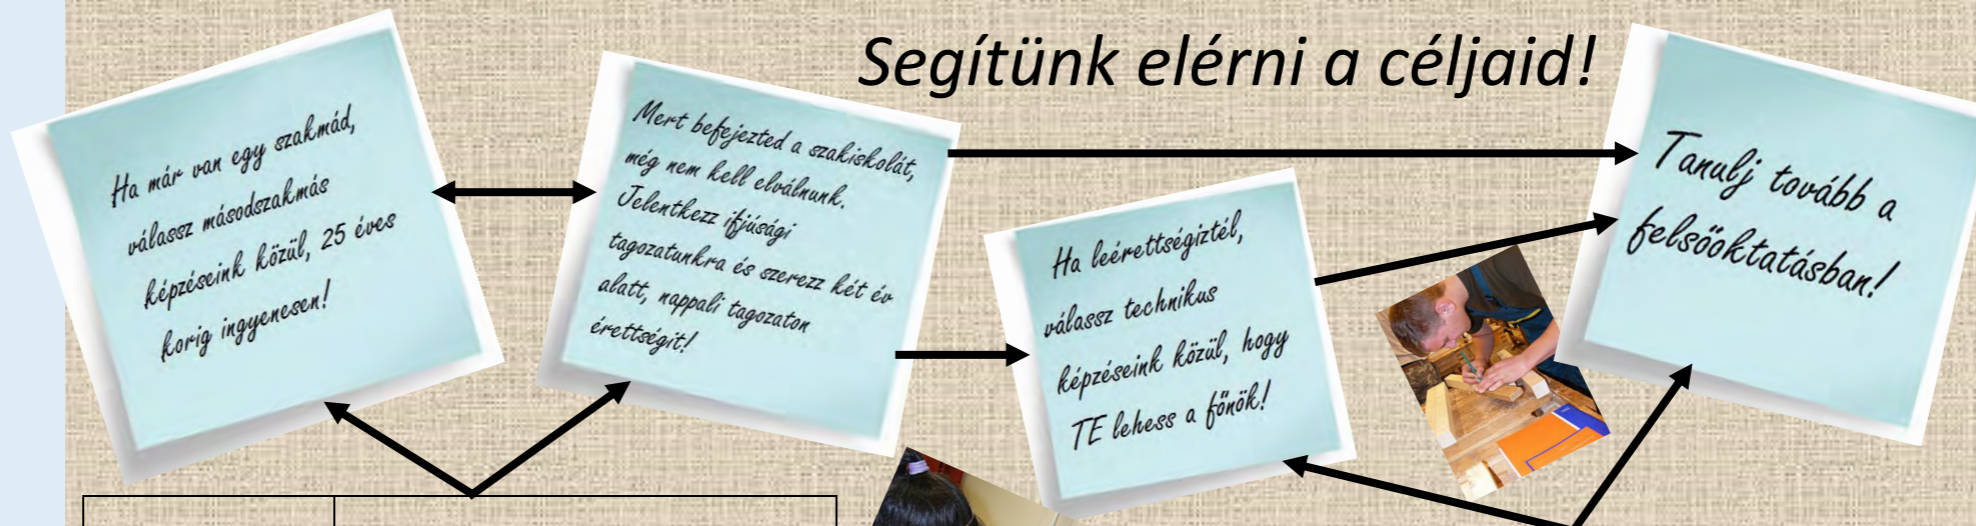 Segítünk elérni a céljaid!
Ha már van egy szakmád,
válassz másodszakmás
képzéseink közül, 25 éves
korig ingyenesen!
Mert befejezted a szakiskolát,
még nem kell elválnunk.
Jelentkezz ifjúsági
tagozatunkra és szerezz két év
alatt, nappali tagozaton
érettségit!
Ha leérettségiztél,
válassz technikus
képzéseink közül, hogy
TE lehess a főnök!
Tanulj tovább a
felsőoktatásban!